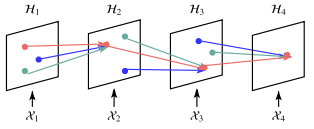 ℋ₁ ℋ₂ ℋ₃ ℋ₄
𝒳₁ 𝒳₂ 𝒳₃ 𝒳₄